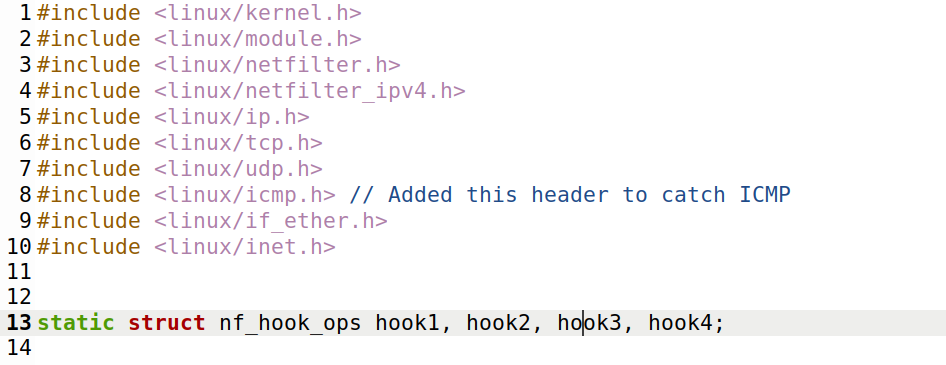 1 #include <linux/kernel.h>
2 #include <linux/module.h>
3 #include <linux/netfilter.h>
4 #include <linux/netfilter_ipv4.h>
5 #include <linux/ip.h>
6 #include <linux/tcp.h>
7 #include <linux/udp.h>
8 #include <linux/icmp.h> // Added this header to catch ICMP
9 #include <linux/if_ether.h>
10 #include <linux/inet.h>
11
12
13 static struct nf_hook_ops hook1, hook2, hook3, hook4;
14